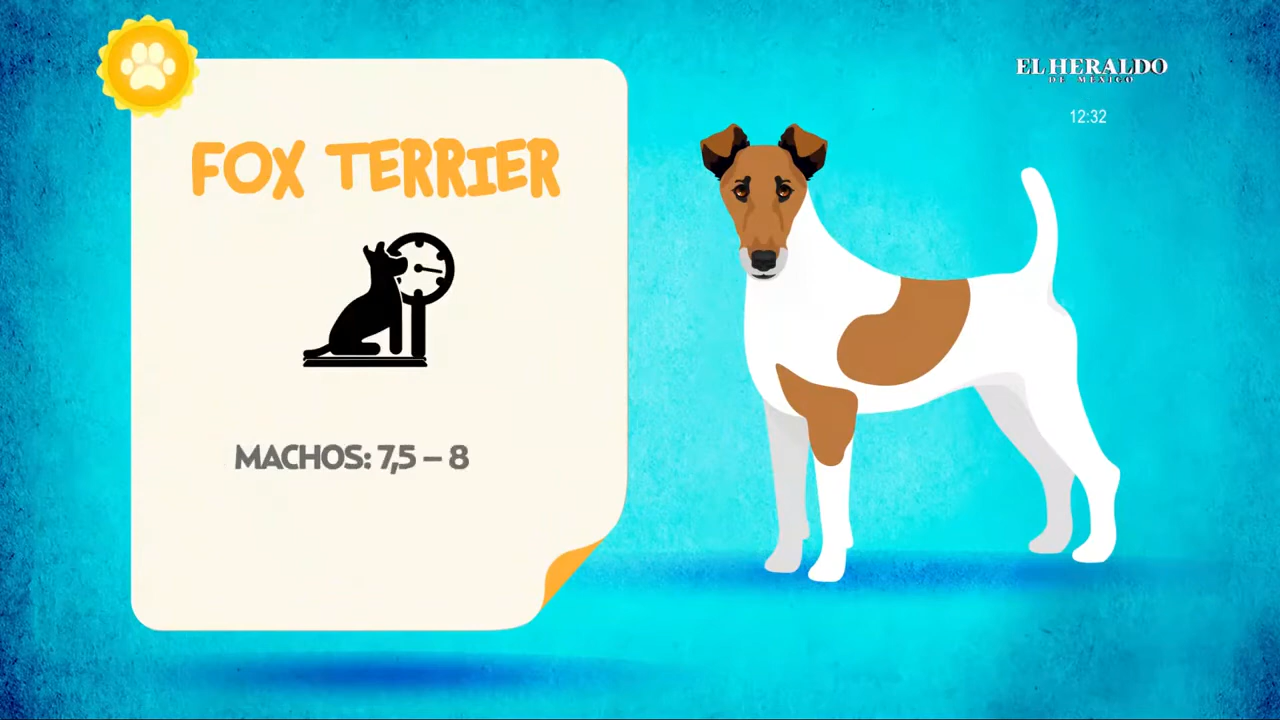 EL HERALDO
DE MÉXICO
12:32
FOX TERRIER
MACHOS: 7,5 – 8